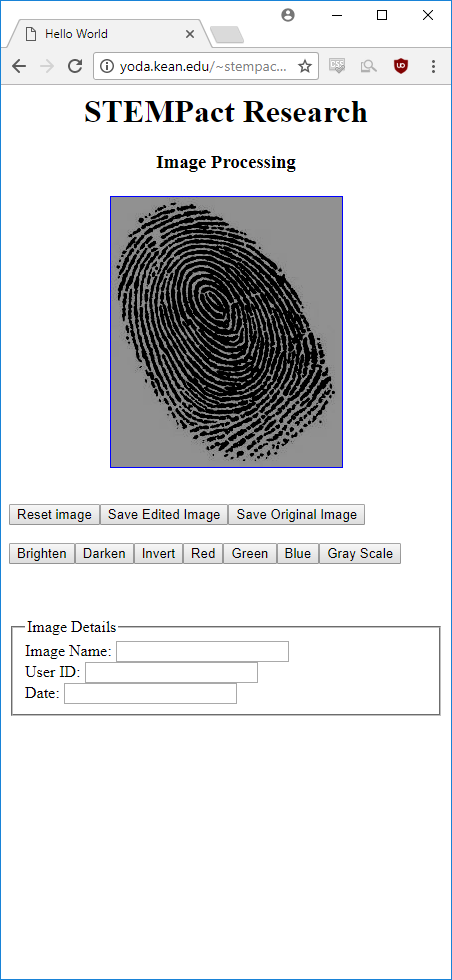 Hello World
yoda.kean.edu/~stempac...
STEMPact Research
Image Processing
Reset image Save Edited Image Save Original Image
Brighten Darken Invert Red Green Blue Gray Scale
Image Details
Image Name:
User ID:
Date: